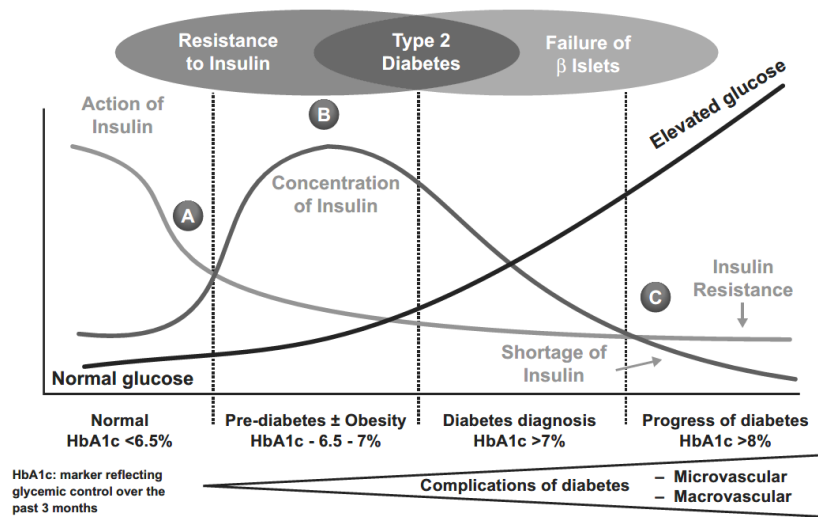 Resistance
to Insulin
Type 2
Diabetes
Failure of
β Islets
Action of
Insulin
B
Elevated glucose
Concentration
of Insulin
A
Insulin
Resistance
C
Shortage of
Insulin
Normal glucose
Normal
HbA1c <6.5%
Pre-diabetes ± Obesity
HbA1c - 6.5 - 7%
Diabetes diagnosis
HbA1c >7%
Progress of diabetes
HbA1c >8%
HbA1c: marker reflecting
glycemic control over the
past 3 months
Complications of diabetes
– Microvascular
– Macrovascular